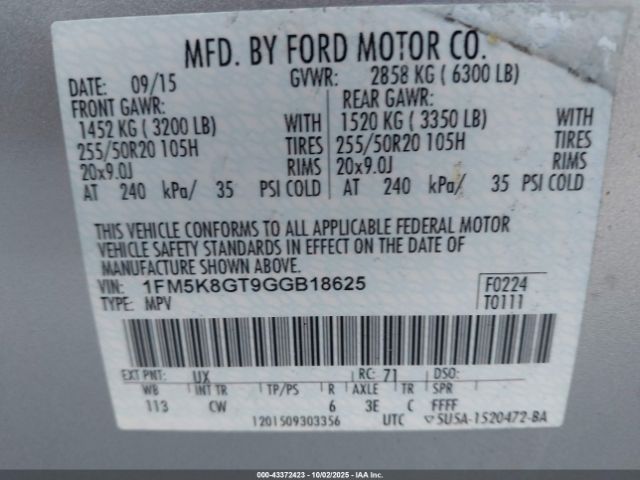 MFD. BY FORD MOTOR CO.
DATE: 09/15 GVWR: 2858 KG ( 6300 LB)
FRONT GAWR: REAR GAWR:
1452 KG ( 3200 LB) WITH 1520 KG ( 3350 LB) WITH
255/50R20 105H TIRES 255/50R20 105H TIRES
20x9.0J RIMS 20x9.0J RIMS
AT 240 kPa/ 35 PSI COLD AT 240 kPa/ 35 PSI COLD
THIS VEHICLE CONFORMS TO ALL APPLICABLE FEDERAL MOTOR
VEHICLE SAFETY STANDARDS IN EFFECT ON THE DATE OF
MANUFACTURE SHOWN ABOVE.
VIN: 1FM5K8GT9GGB18625 F0224
TYPE: MPV T0111
EXT PNT: UX RC: 71 DSO:
WB INT TR TP/PS R AXLE TR SPR
113 CW 6 3E C FFFF
1201509303356 UTC ▽5U5A-1520472-BA
000-43372423 - 10/02/2025 - Copart, Inc.